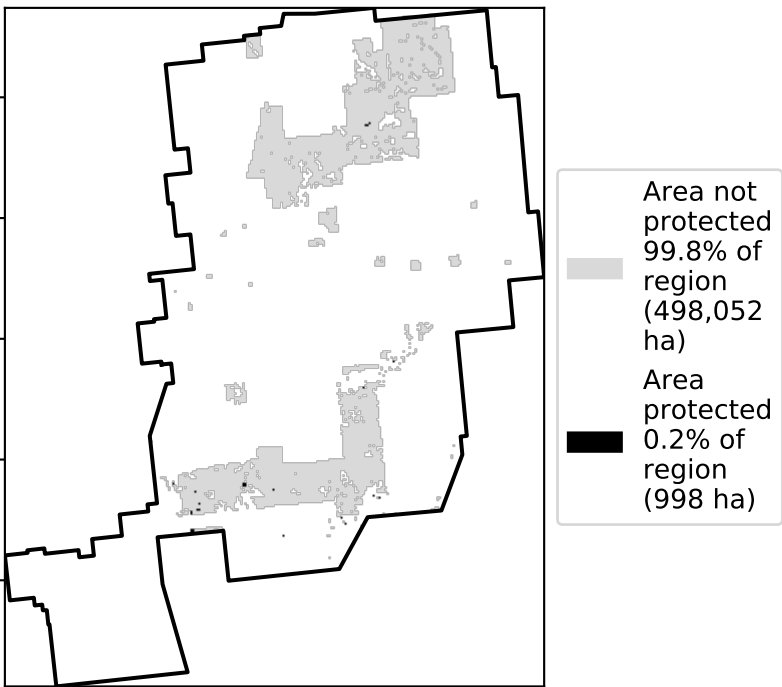 Area not
protected
99.8% of
region
(498,052
ha)
Area
protected
0.2% of
region
(998 ha)